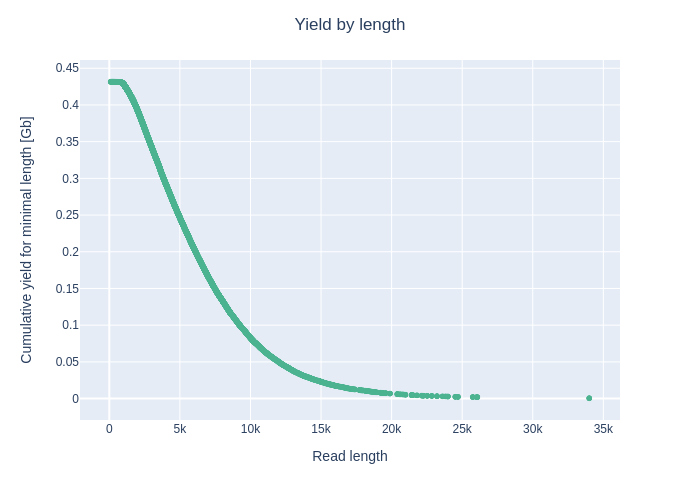 Yield by length
Cumulative yield for minimal length [Gb]
0.45
0.4
0.35
0.3
0.25
0.2
0.15
0.1
0.05
0
0 5k 10k 15k 20k 25k 30k 35k
Read length